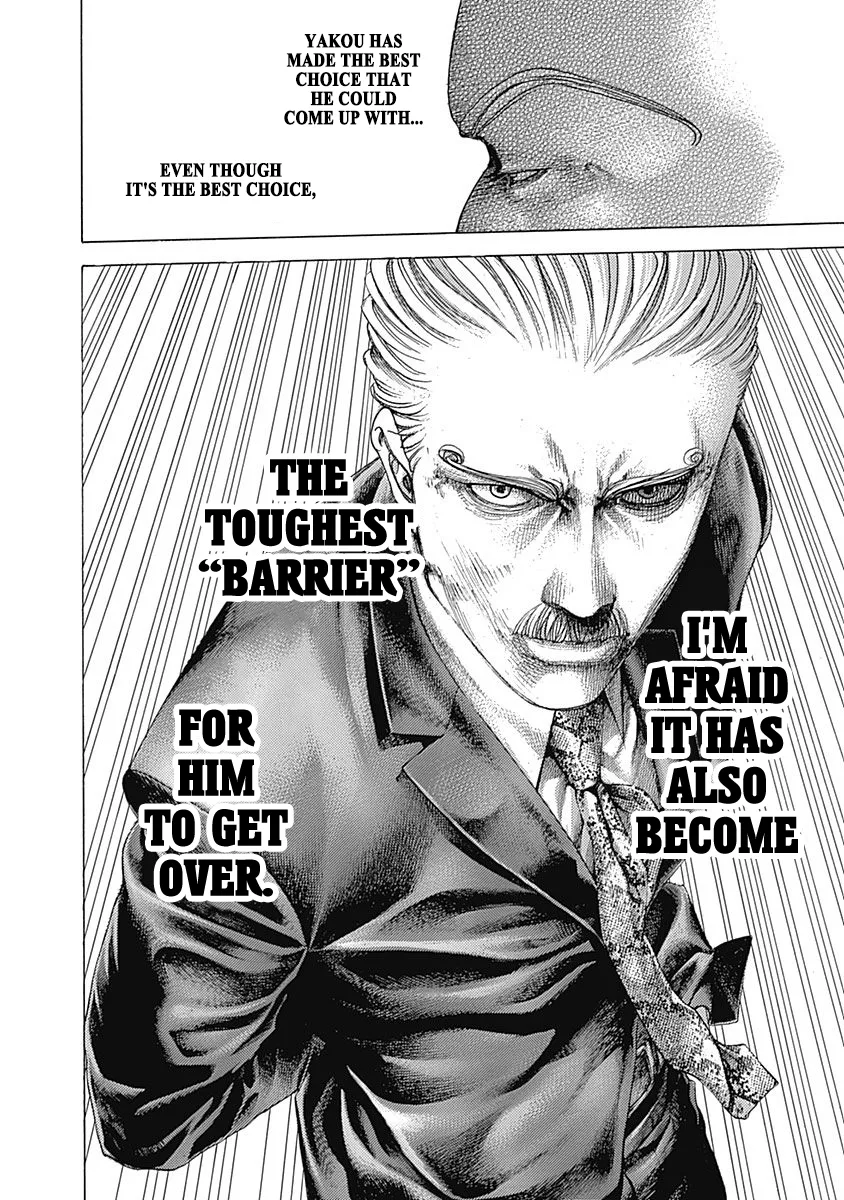 YAKOU HAS
MADE THE BEST
CHOICE THAT
HE COULD
COME UP WITH...
EVEN THOUGH
IT'S THE BEST CHOICE,
I'M
AFRAID
IT HAS
ALSO
BECOME
THE
TOUGHEST
“BARRIER”
FOR
HIM
TO GET
OVER.